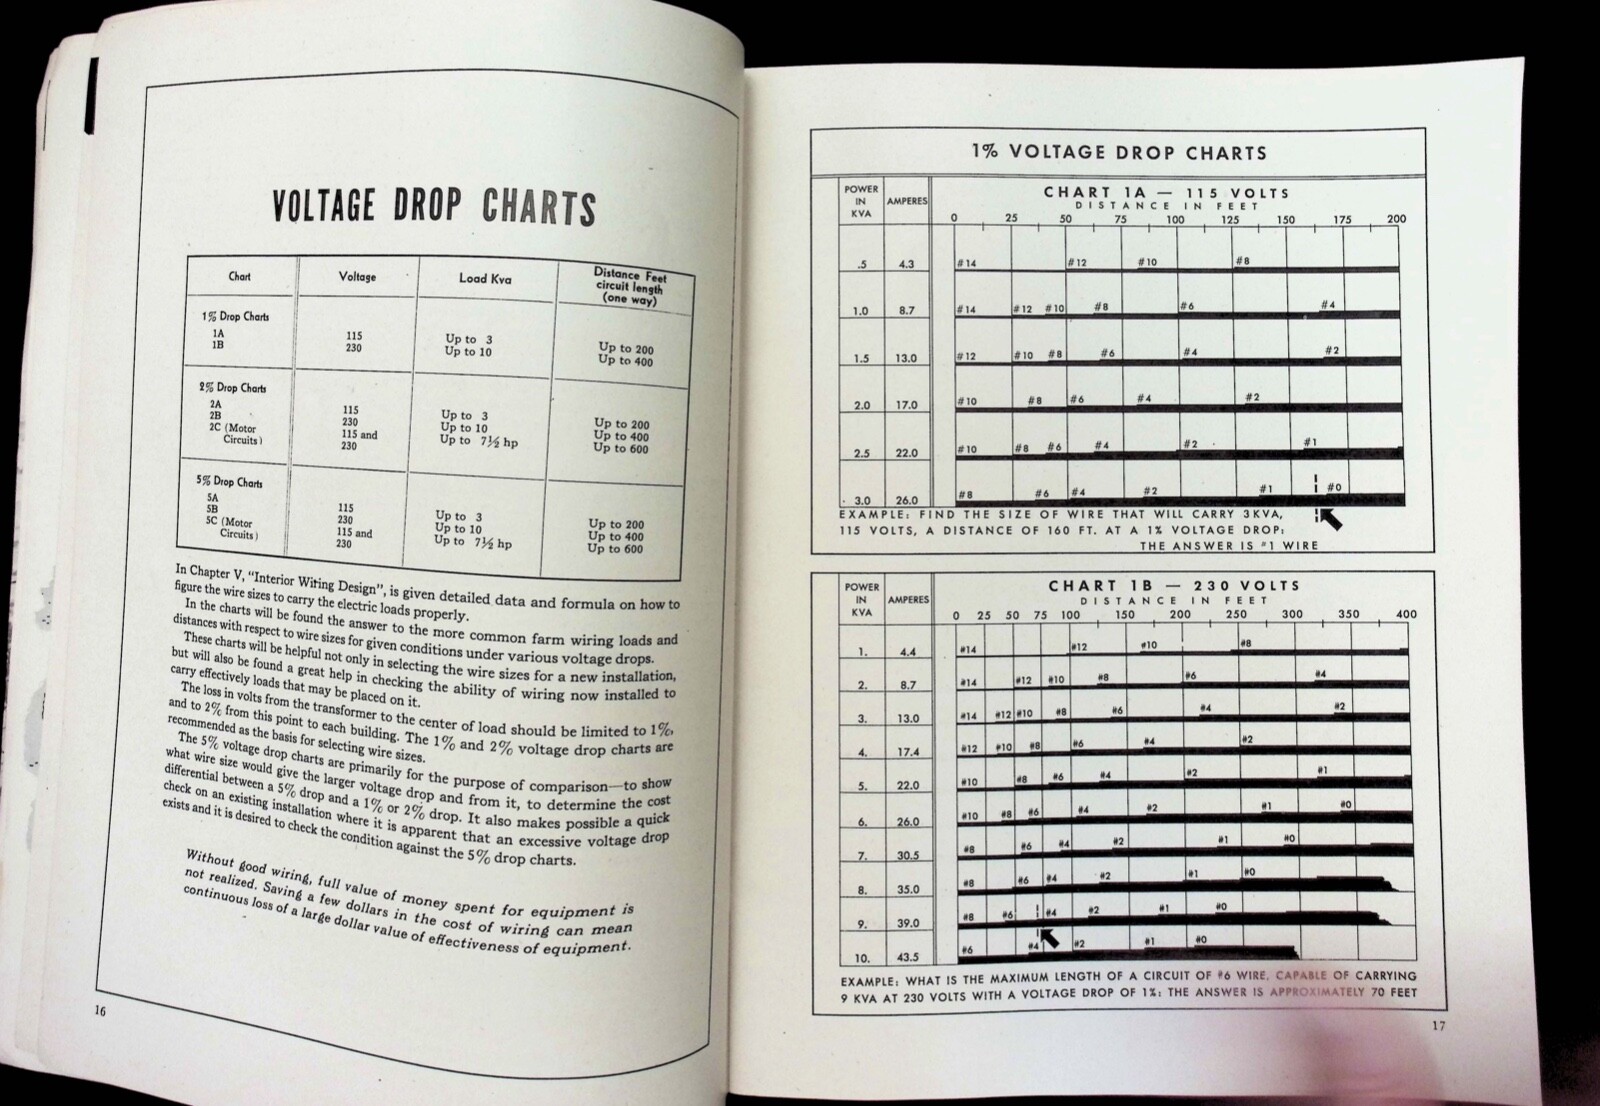 VOLTAGE DROP CHARTS
Chart Voltage Load Kva Distance Feet circuit length (one way)
1% Drop Charts
1A 115 Up to 3 Up to 200
1B 230 Up to 10 Up to 400
2% Drop Charts
2A 115 Up to 3 Up to 200
2B 230 Up to 10 Up to 400
2C (Motor Circuits) 115 and 230 Up to 7½ hp Up to 600
5% Drop Charts
5A 115 Up to 3 Up to 200
5B 230 Up to 10 Up to 400
5C (Motor Circuits) 115 and 230 Up to 7½ hp Up to 600
In Chapter V, "Interior Wiring Design", is given detailed data and formula on how to
figure the wire sizes to carry the electric loads properly.
In the charts will be found the answer to the more common farm wiring loads and
distances with respect to wire sizes for given conditions under various voltage drops.
These charts will be helpful not only in selecting the wire sizes for a new installation,
but will also be found a great help in checking the ability of wiring now installed to
carry effectively loads that may be placed on it.
The loss in volts from the transformer to the center of load should be limited to 1%,
and to 2% from this point to each building. The 1% and 2% voltage drop charts are
recommended as the basis for selecting wire sizes.
The 5% voltage drop charts are primarily for the purpose of comparison—to show
what wire size would give the larger voltage drop and from it, to determine the cost
differential between a 5% drop and a 1% or 2% drop. It also makes possible a quick
check on an existing installation where it is apparent that an excessive voltage drop
exists and it is desired to check the condition against the 5% drop charts.
Without good wiring, full value of money spent for equipment is
not realized. Saving a few dollars in the cost of wiring can mean
continuous loss of a large dollar value of effectiveness of equipment.
16
1% VOLTAGE DROP CHARTS
POWER IN KVA AMPERES
CHART 1A — 115 VOLTS
DISTANCE IN FEET
0 25 50 75 100 125 150 175 200
.5 4.3 #14 #12 #10 #8
1.0 8.7 #14 #12 #10 #8 #6 #4
1.5 13.0 #12 #10 #8 #6 #4 #2
2.0 17.0 #10 #8 #6 #4 #2
2.5 22.0 #10 #8 #6 #4 #2 #1
3.0 26.0 #8 #6 #4 #2 #1 #0
EXAMPLE: FIND THE SIZE OF WIRE THAT WILL CARRY 3 KVA,
115 VOLTS, A DISTANCE OF 160 FT. AT A 1% VOLTAGE DROP:
THE ANSWER IS #1 WIRE
POWER IN KVA AMPERES
CHART 1B — 230 VOLTS
DISTANCE IN FEET
0 25 50 75 100 150 200 250 300 350 400
1. 4.4 #14 #12 #10 #8
2. 8.7 #14 #12 #10 #8 #6 #4
3. 13.0 #14 #12 #10 #8 #6 #4 #2
4. 17.4 #12 #10 #8 #6 #4 #2
5. 22.0 #10 #8 #6 #4 #2 #1
6. 26.0 #10 #8 #6 #4 #2 #1 #0
7. 30.5 #8 #6 #4 #2 #1 #0
8. 35.0 #8 #6 #4 #2 #1 #0
9. 39.0 #8 #6 #4 #2 #1 #0
10. 43.5 #6 #4 #2 #1 #0
EXAMPLE: WHAT IS THE MAXIMUM LENGTH OF A CIRCUIT OF #6 WIRE, CAPABLE OF CARRYING
9 KVA AT 230 VOLTS WITH A VOLTAGE DROP OF 1%: THE ANSWER IS APPROXIMATELY 70 FEET
17